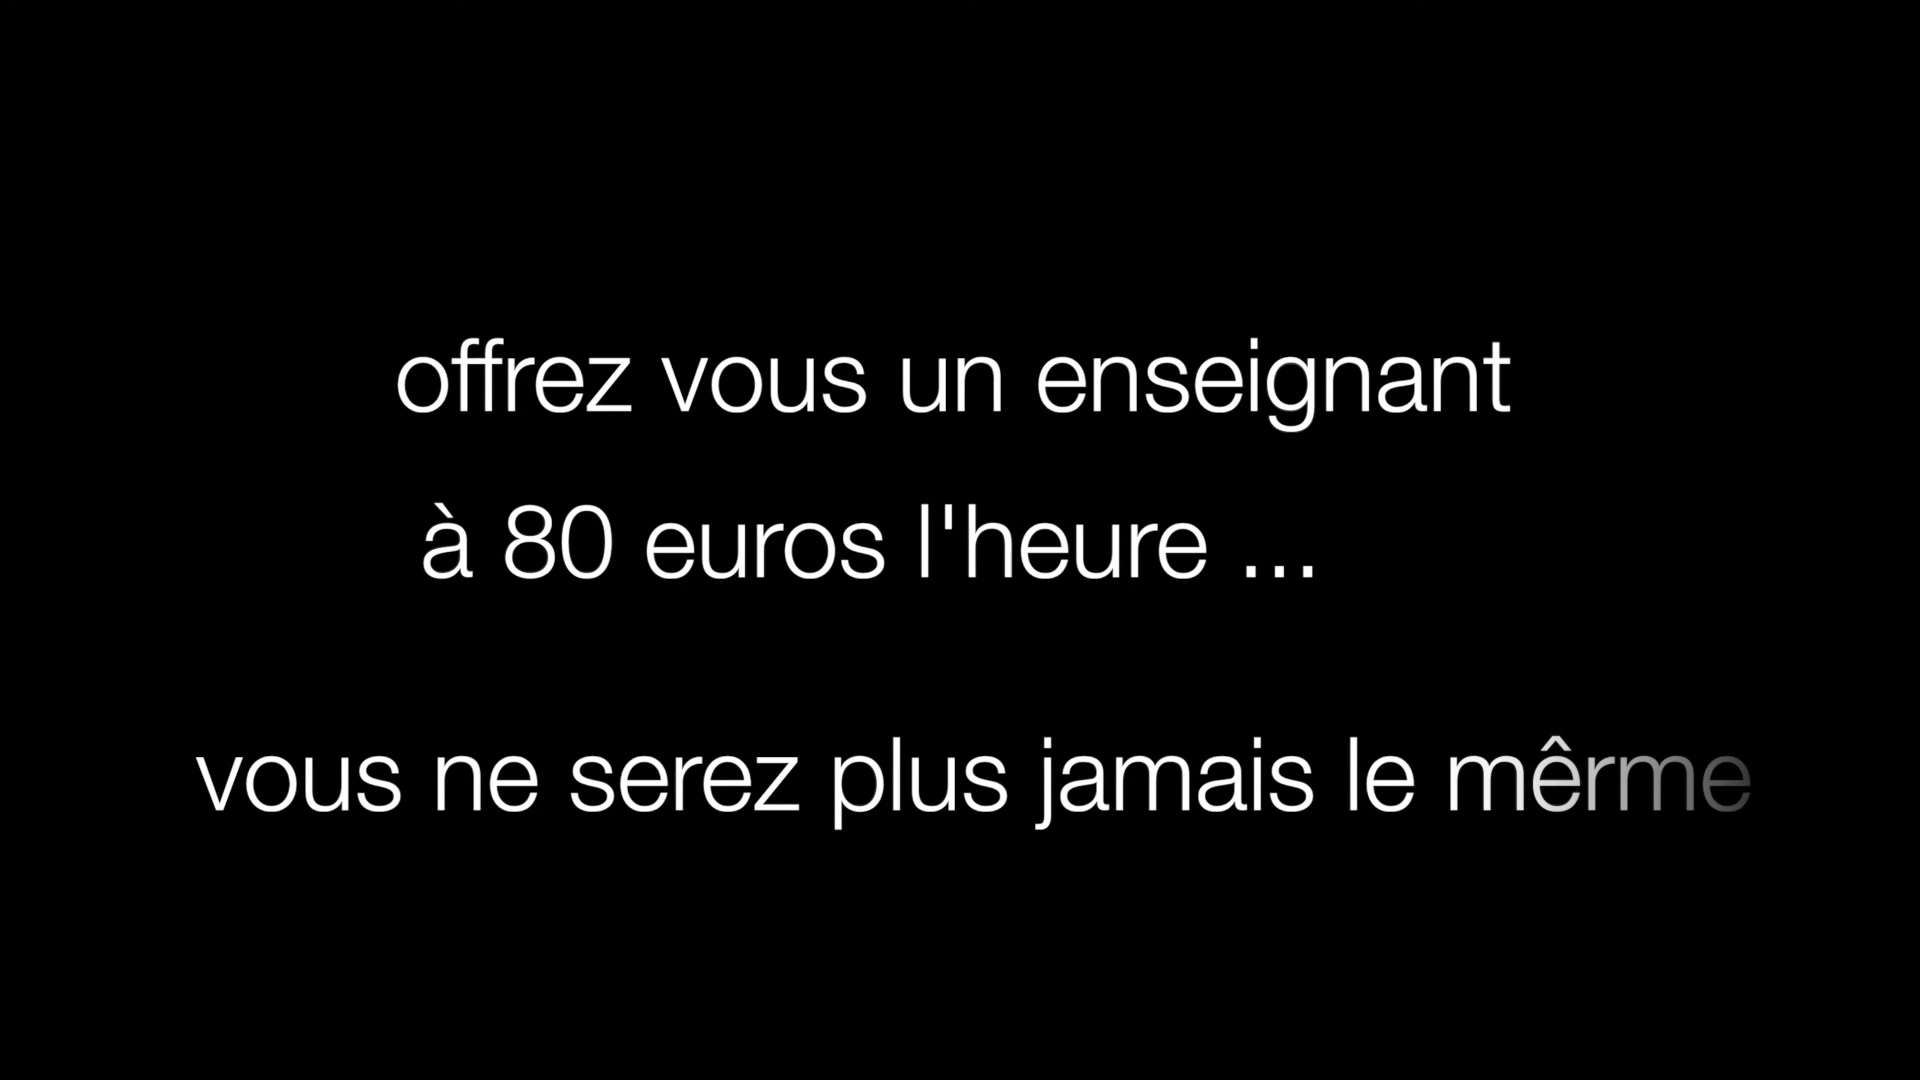 offrez vous un enseignant
à 80 euros l'heure ...
vous ne serez plus jamais le mêrme